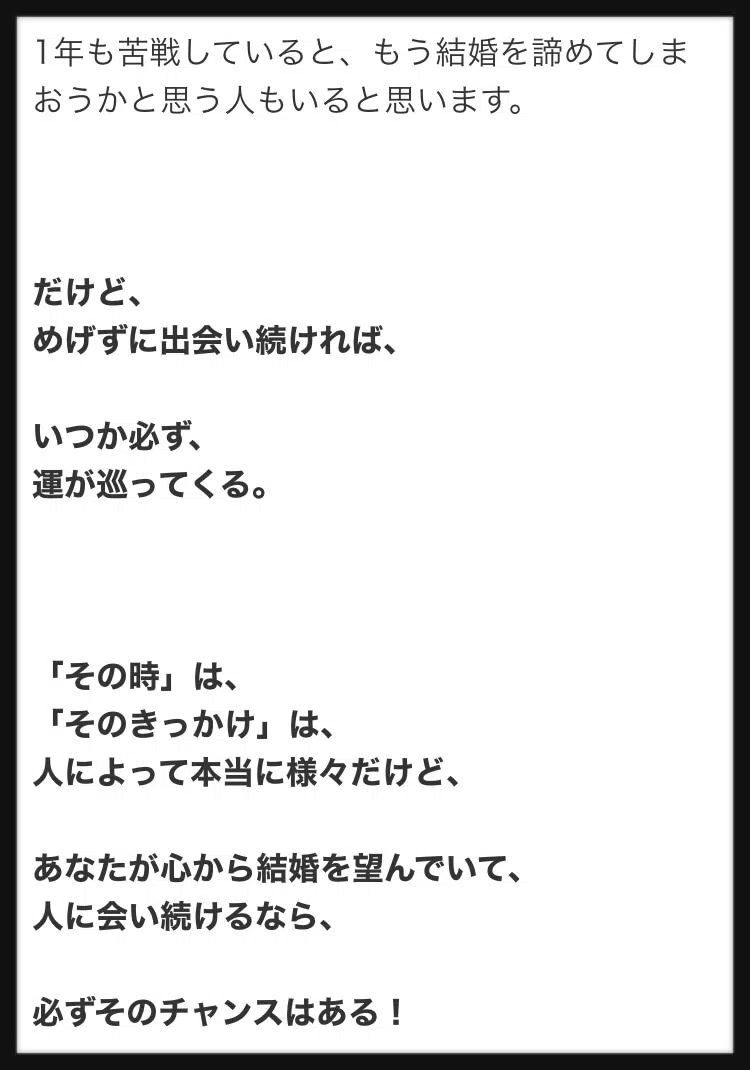 1年も苦戦していると、もう結婚を諦めてしま
おうかと思う人もいると思います。
だけど、
めげずに出会い続ければ、
いつか必ず、
運が巡ってくる。
「その時」は、
「そのきっかけ」は、
人によって本当に様々だけど、
あなたが心から結婚を望んでいて、
人に会い続けるなら、
必ずそのチャンスはある！